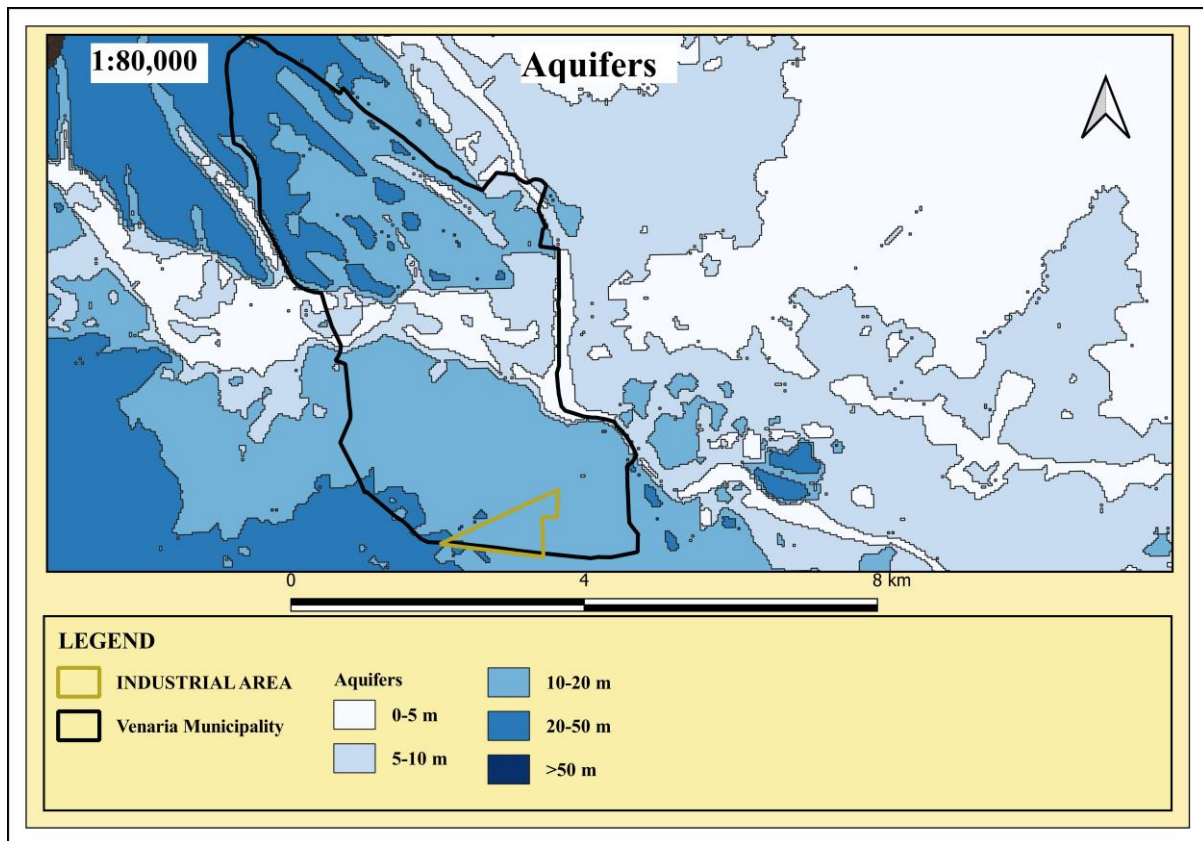 1:80,000
Aquifers
0
4
8 km
LEGEND
INDUSTRIAL AREA
Venaria Municipality
Aquifers
0-5 m
5-10 m
10-20 m
20-50 m
>50 m